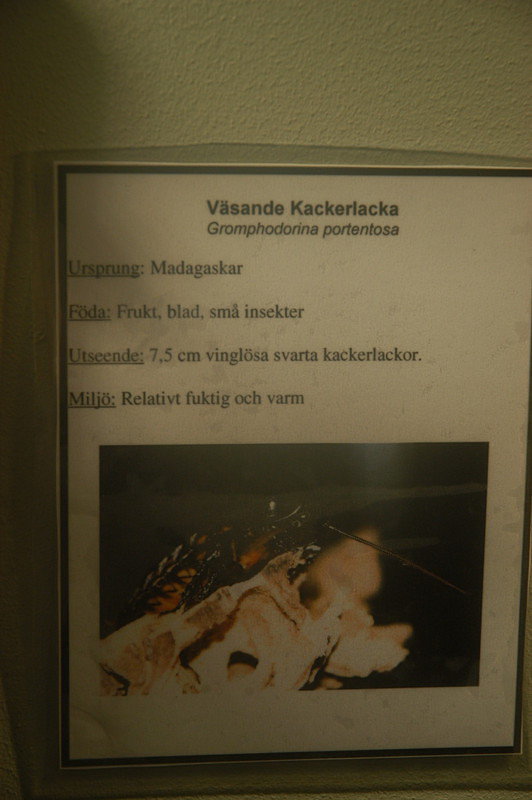 Väsande Kackerlacka
Gromphodorina portentosa
Ursprung: Madagaskar
Föda: Frukt, blad, små insekter
Utseende: 7,5 cm vinglösa svarta kackerlackor.
Miljö: Relativt fuktig och varm